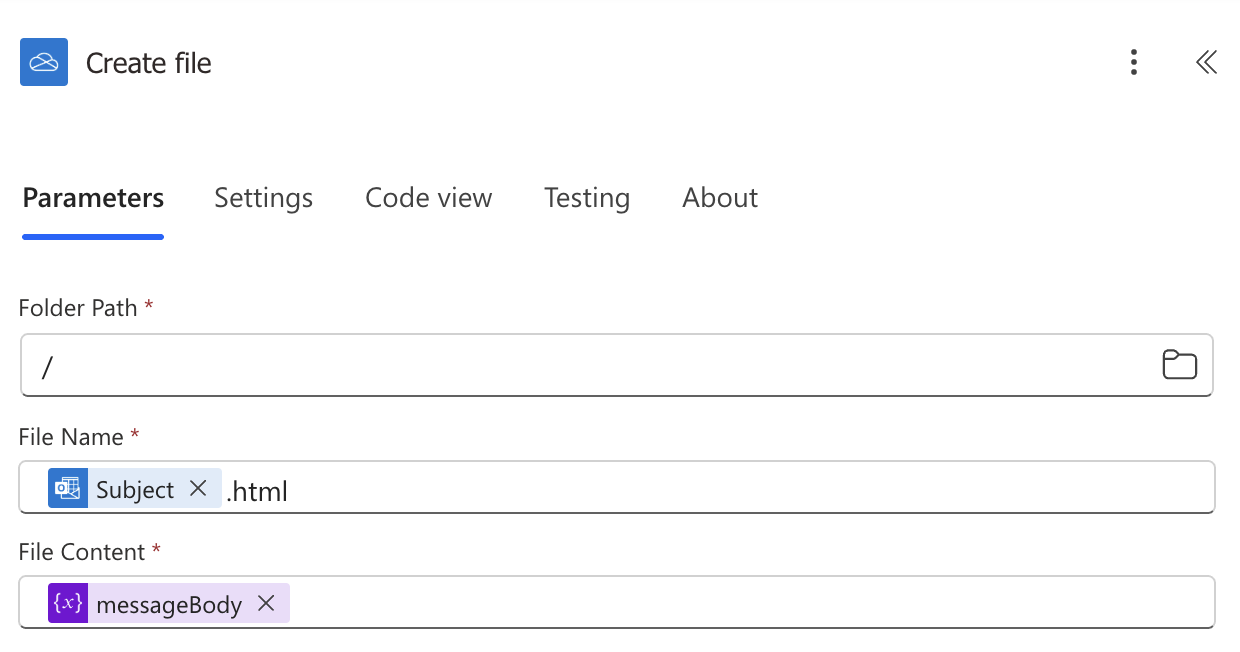 Create file
Parameters Settings Code view Testing About
Folder Path *
/
File Name *
Subject .html
File Content *
{x} messageBody